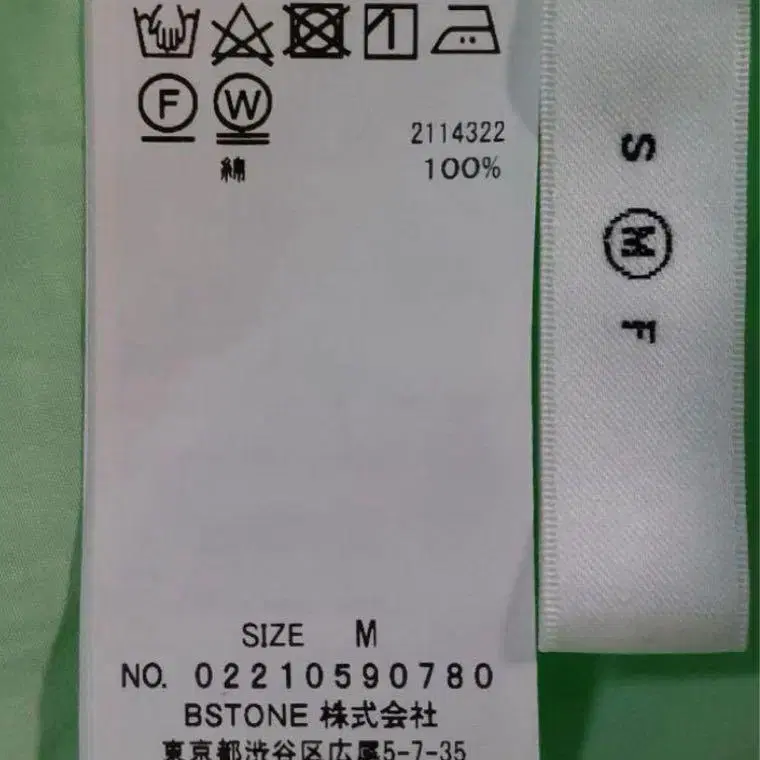 F W
2114322
綿 100%
SIZE M
NO. 02210590780
BSTONE 株式会社
東京都渋谷区広尾5-7-35
S
M
F